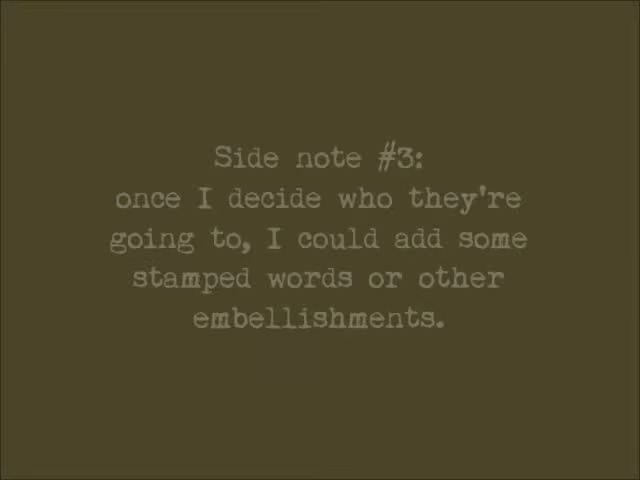 Side note #3:
once I decide who they're
going to, I could add some
stamped words or other
embellishments.